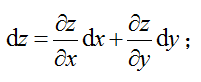 dz = ∂z/∂x dx + ∂z/∂y dy ;